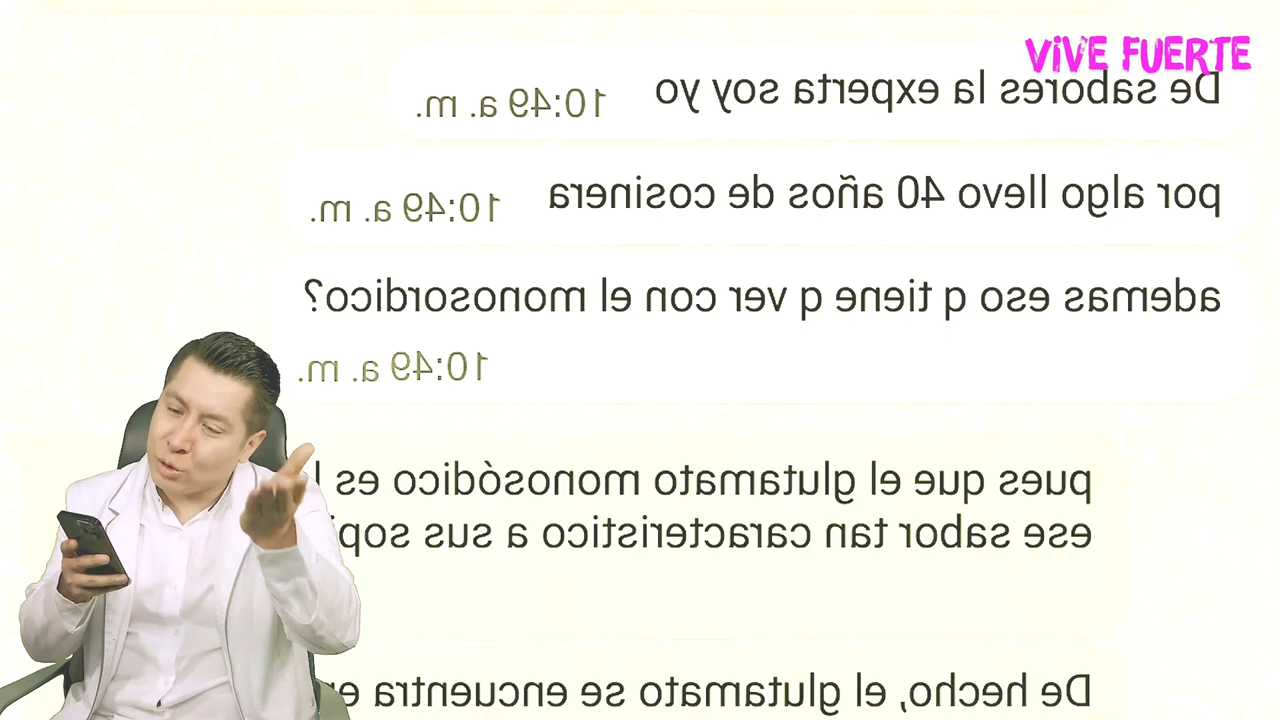 VIVE FUERTE
De sabores la experta soy yo 10:49 a. m.
por algo llevo 40 años de cosinera 10:49 a. m.
ademas eso q tiene q ver con el monosordico?
10:49 a. m.
pues que el glutamato monosódico es
ese sabor tan caracteristico a sus
De hecho, el glutamato se encuentra